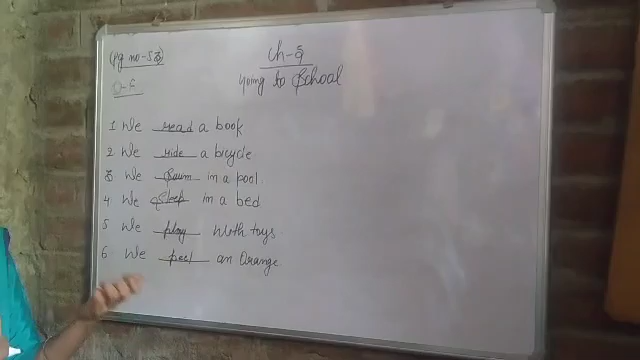 (pg no-53)
ch-5
Going to School
Q-F
1 We read a book
2 We ride a bicycle
3 We Swim in a pool.
4 We Sleep in a bed
5 We play With toys
6 We peel an Orange